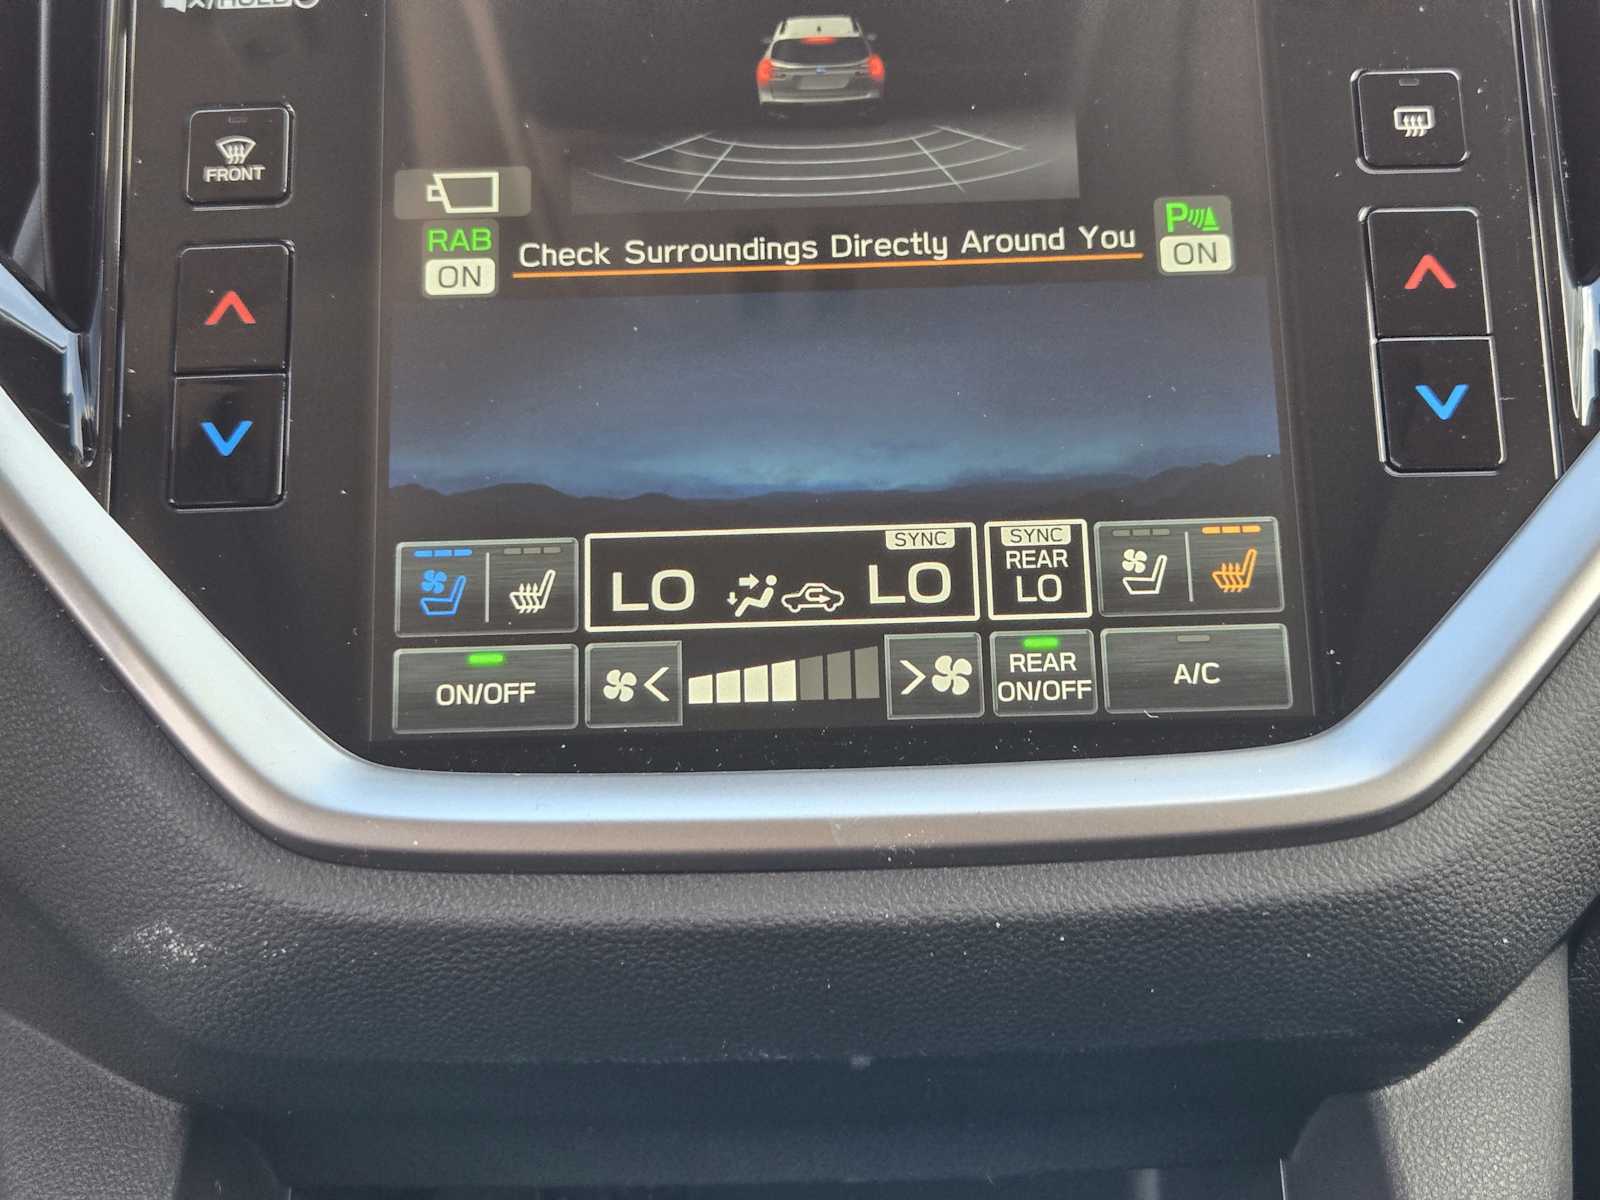 FRONT
RAB
ON
Check Surroundings Directly Around You
P
ON
SYNC
LO
LO
SYNC
REAR
LO
ON/OFF
REAR
ON/OFF
A/C